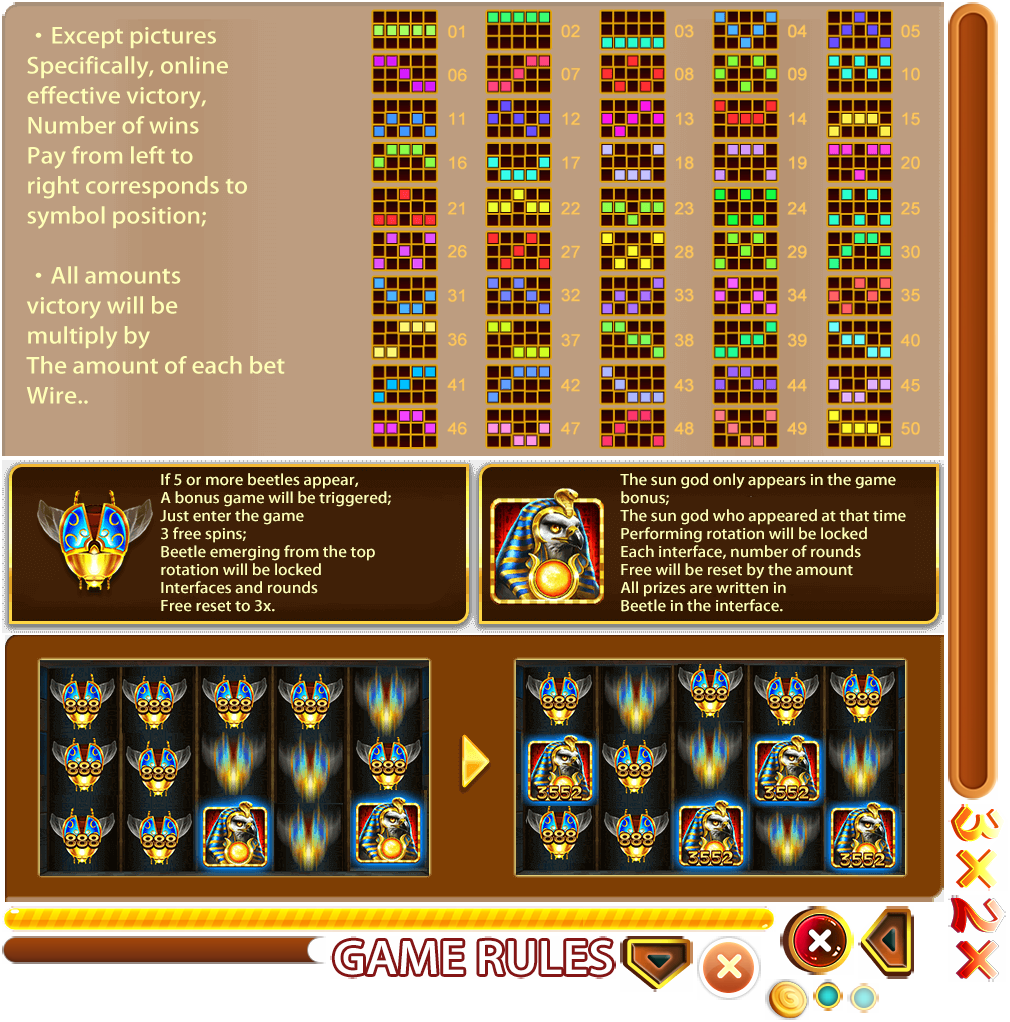 ・Except pictures
Specifically, online
effective victory,
Number of wins
Pay from left to
right corresponds to
symbol position;
・All amounts
victory will be
multiply by
The amount of each bet
Wire..
01 02 03 04 05
06 07 08 09 10
11 12 13 14 15
16 17 18 19 20
21 22 23 24 25
26 27 28 29 30
31 32 33 34 35
36 37 38 39 40
41 42 43 44 45
46 47 48 49 50
If 5 or more beetles appear,
A bonus game will be triggered;
Just enter the game
3 free spins;
Beetle emerging from the top
rotation will be locked
Interfaces and rounds
Free reset to 3x.
The sun god only appears in the game
bonus;
The sun god who appeared at that time
Performing rotation will be locked
Each interface, number of rounds
Free will be reset by the amount
All prizes are written in
Beetle in the interface.
888 888 888 888
888 888 888
888 888
888 888 888 888
3552 888 3552
888 888 3552 3552
3X2X
GAME RULES